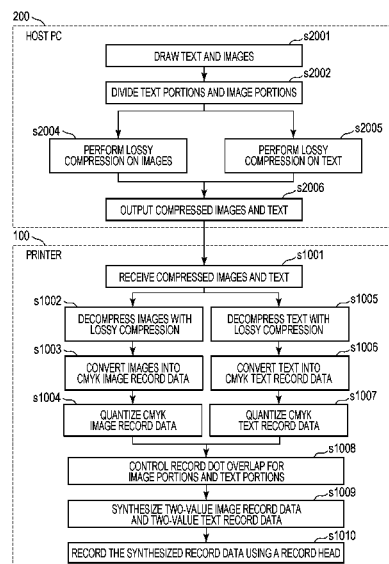 200
HOST PC
s2001
DRAW TEXT AND IMAGES
s2002
DIVIDE TEXT PORTIONS AND IMAGE PORTIONS
s2004
PERFORM LOSSY
COMPRESSION ON IMAGES
s2005
PERFORM LOSSY
COMPRESSION ON TEXT
s2006
OUTPUT COMPRESSED IMAGES AND TEXT
100
PRINTER
s1001
RECEIVE COMPRESSED IMAGES AND TEXT
s1002
DECOMPRESS IMAGES WITH
LOSSY COMPRESSION
s1005
DECOMPRESS TEXT WITH
LOSSY COMPRESSION
s1003
CONVERT IMAGES INTO
CMYK IMAGE RECORD DATA
s1006
CONVERT TEXT INTO
CMYK TEXT RECORD DATA
s1004
QUANTIZE CMYK
IMAGE RECORD DATA
s1007
QUANTIZE CMYK
TEXT RECORD DATA
s1008
CONTROL RECORD DOT OVERLAP FOR
IMAGE PORTIONS AND TEXT PORTIONS
s1009
SYNTHESIZE TWO-VALUE IMAGE RECORD DATA
AND TWO-VALUE TEXT RECORD DATA
s1010
RECORD THE SYNTHESIZED RECORD DATA USING A RECORD HEAD